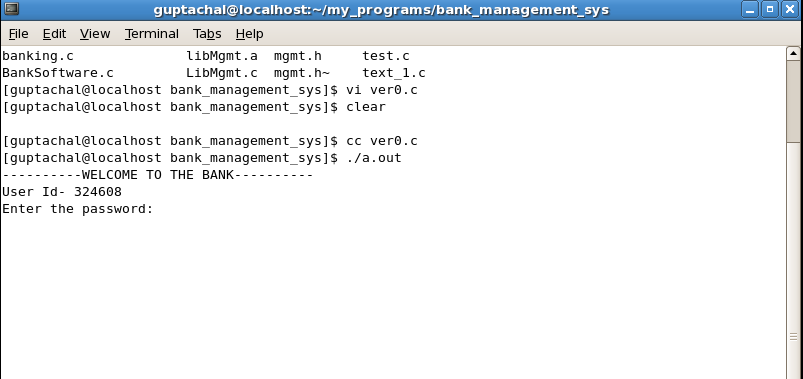 guptachal@localhost:~/my_programs/bank_management_sys
File Edit View Terminal Tabs Help
banking.c libMgmt.a mgmt.h test.c
BankSoftware.c LibMgmt.c mgmt.h~ text_1.c
[guptachal@localhost bank_management_sys]$ vi ver0.c
[guptachal@localhost bank_management_sys]$ clear
[guptachal@localhost bank_management_sys]$ cc ver0.c
[guptachal@localhost bank_management_sys]$ ./a.out
----------WELCOME TO THE BANK----------
User Id- 324608
Enter the password: